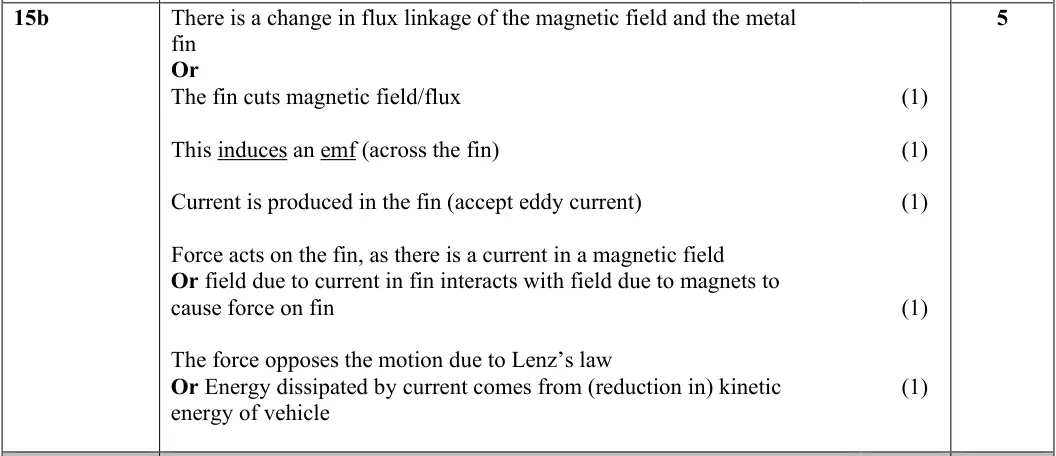 15b There is a change in flux linkage of the magnetic field and the metal 5
fin
Or
The fin cuts magnetic field/flux (1)
This induces an emf (across the fin) (1)
Current is produced in the fin (accept eddy current) (1)
Force acts on the fin, as there is a current in a magnetic field
Or field due to current in fin interacts with field due to magnets to
cause force on fin (1)
The force opposes the motion due to Lenz’s law
Or Energy dissipated by current comes from (reduction in) kinetic (1)
energy of vehicle